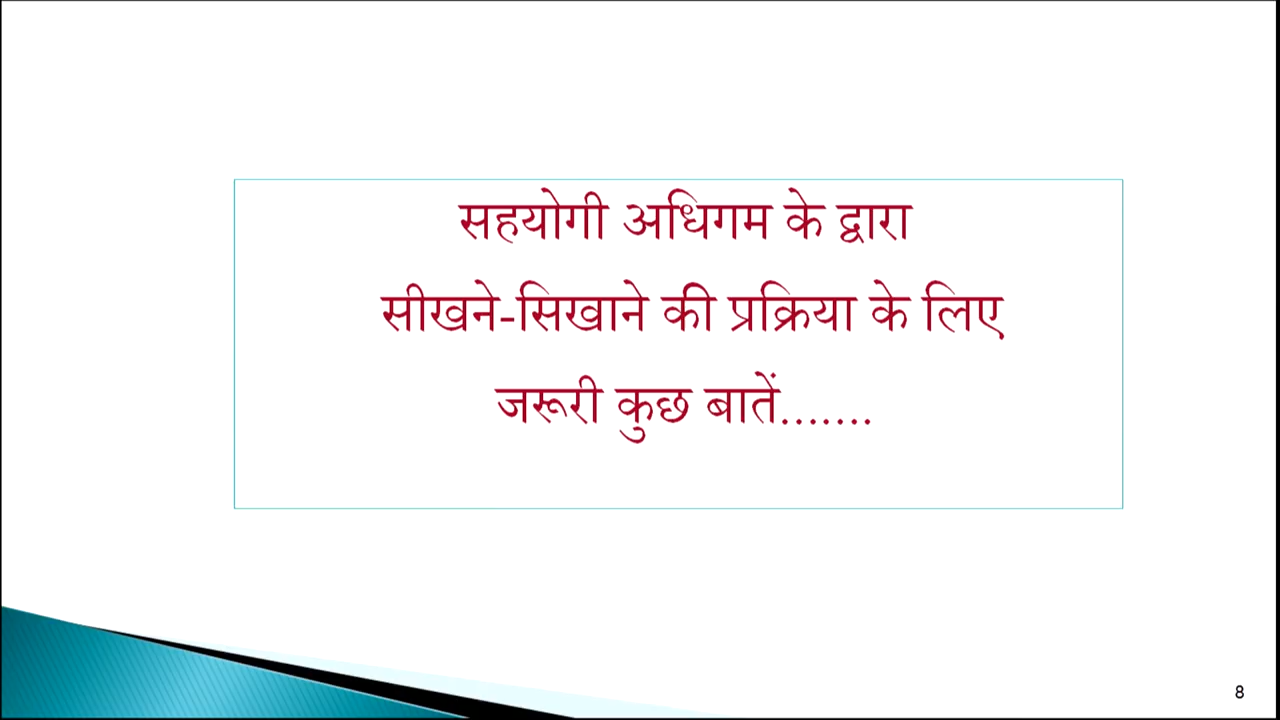 सहयोगी अधिगम के द्वारा
सीखने-सिखाने की प्रक्रिया के लिए
जरूरी कुछ बातें.......
8